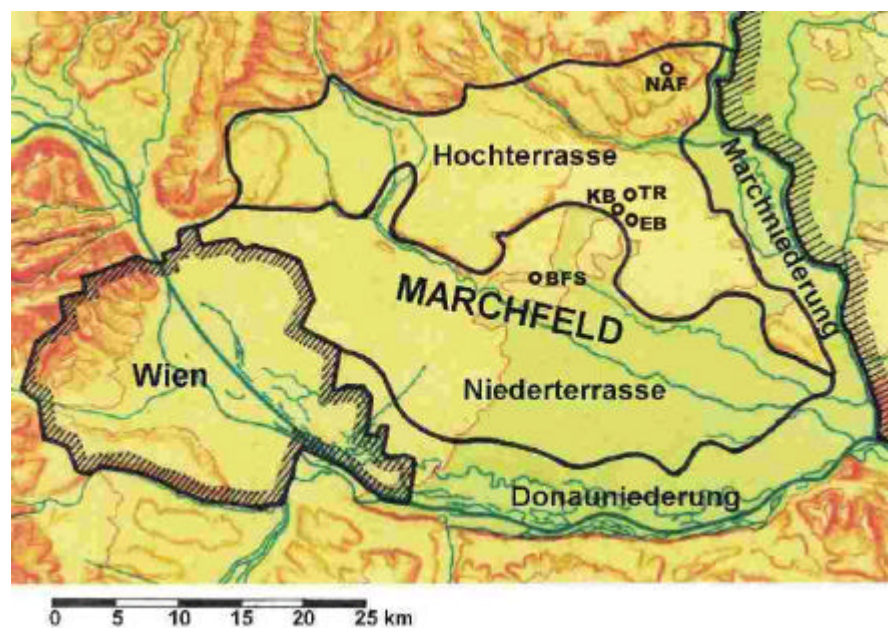 NAF
Hochterrasse
KB TR
EB
Marchniederung
BFS
MARCHFELD
Wien
Niederterrasse
Donauniederung
0 5 10 15 20 25 km